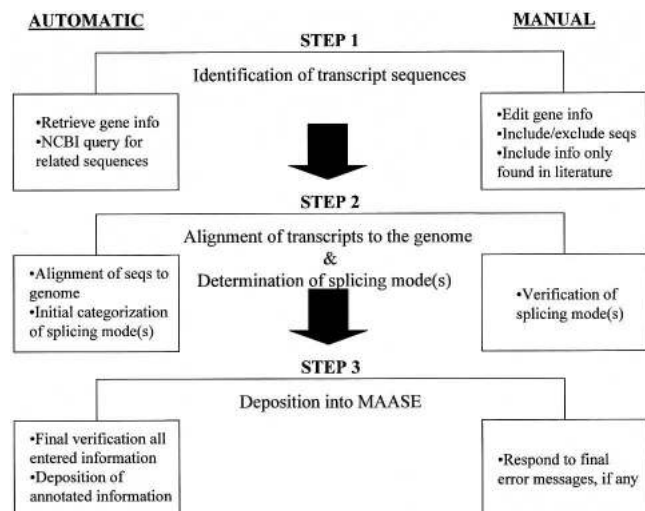 AUTOMATIC
MANUAL
STEP 1
Identification of transcript sequences
•Retrieve gene info
•NCBI query for
related sequences
•Edit gene info
•Include/exclude seqs
•Include info only
found in literature
STEP 2
Alignment of transcripts to the genome
&
Determination of splicing mode(s)
•Alignment of seqs to
genome
•Initial categorization
of splicing mode(s)
•Verification of
splicing mode(s)
STEP 3
Deposition into MAASE
•Final verification all
entered information
•Deposition of
annotated information
•Respond to final
error messages, if any